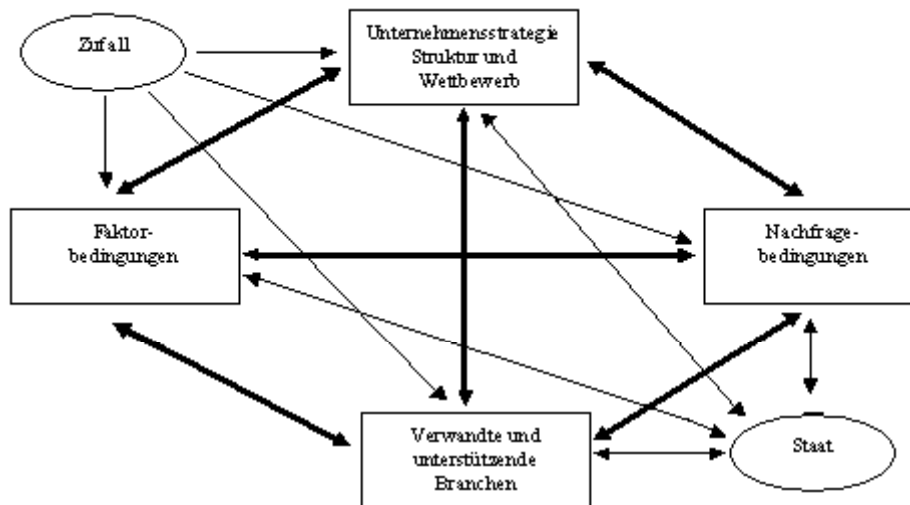 Zufall
Unternehmensstrategie
Struktur und
Wettbewerb
Faktor-
bedingungen
Nachfrage-
bedingungen
Verwandte und
unterstützende
Branchen
Staat